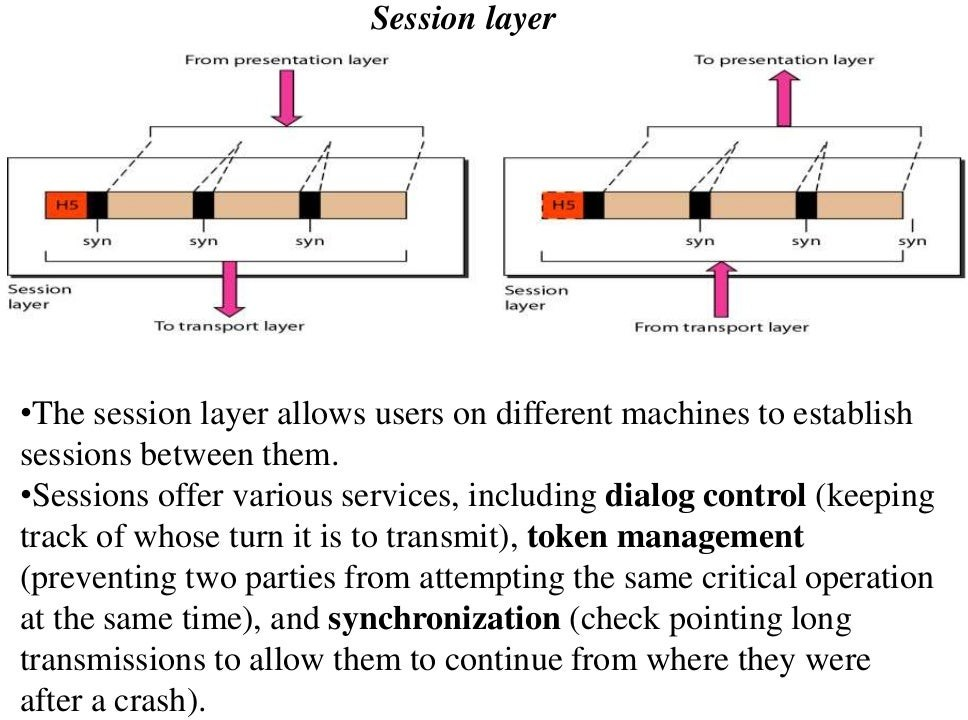 Session layer
From presentation layer
To presentation layer
H5
H5
syn
syn
syn
syn
syn
syn
Session
layer
Session
layer
To transport layer
From transport layer
•The session layer allows users on different machines to establish
sessions between them.
•Sessions offer various services, including dialog control (keeping
track of whose turn it is to transmit), token management
(preventing two parties from attempting the same critical operation
at the same time), and synchronization (check pointing long
transmissions to allow them to continue from where they were
after a crash).